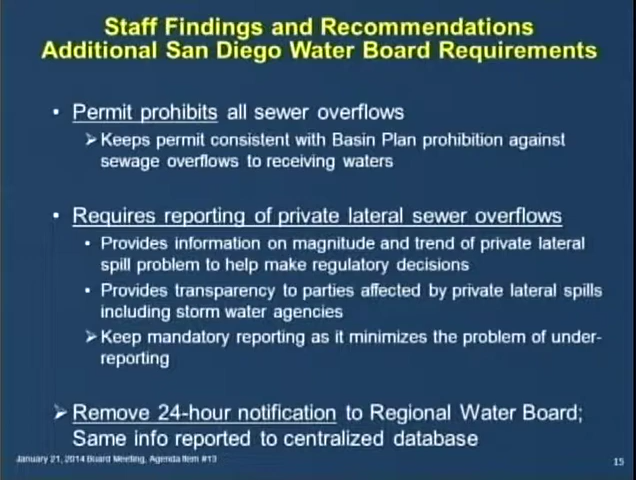 Staff Findings and Recommendations
Additional San Diego Water Board Requirements
• Permit prohibits all sewer overflows
➢ Keeps permit consistent with Basin Plan prohibition against
sewage overflows to receiving waters
• Requires reporting of private lateral sewer overflows
• Provides information on magnitude and trend of private lateral
spill problem to help make regulatory decisions
• Provides transparency to parties affected by private lateral spills
including storm water agencies
➢ Keep mandatory reporting as it minimizes the problem of under-
reporting
➢ Remove 24-hour notification to Regional Water Board;
Same info reported to centralized database
January 21, 2014 Board Meeting, Agenda Item #13
15